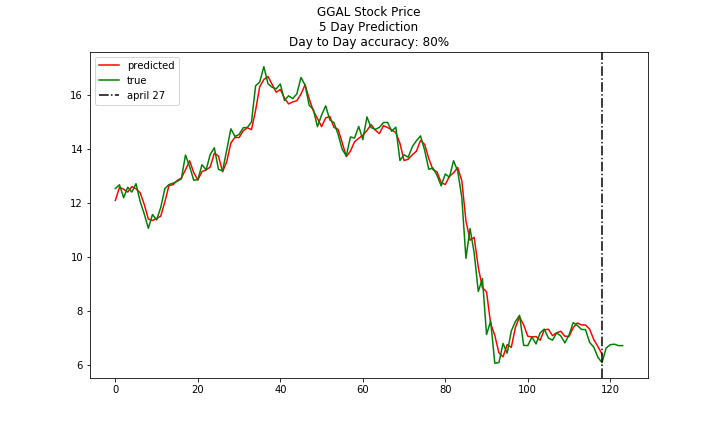 GGAL Stock Price
5 Day Prediction
Day to Day accuracy: 80%
predicted
true
april 27
16
14
12
10
8
6
0
20
40
60
80
100
120